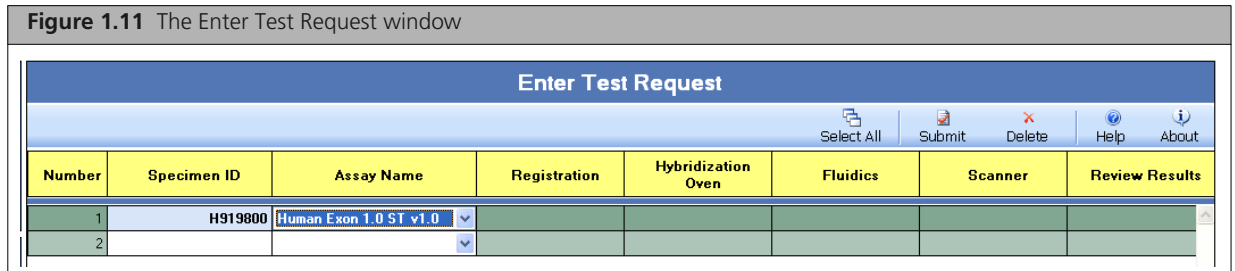 Figure 1.11 The Enter Test Request window
Enter Test Request
Select All Submit Delete Help About
Number Specimen ID Assay Name Registration Hybridization Oven Fluidics Scanner Review Results
1 H919800 Human Exon 1.0 ST v1.0
2